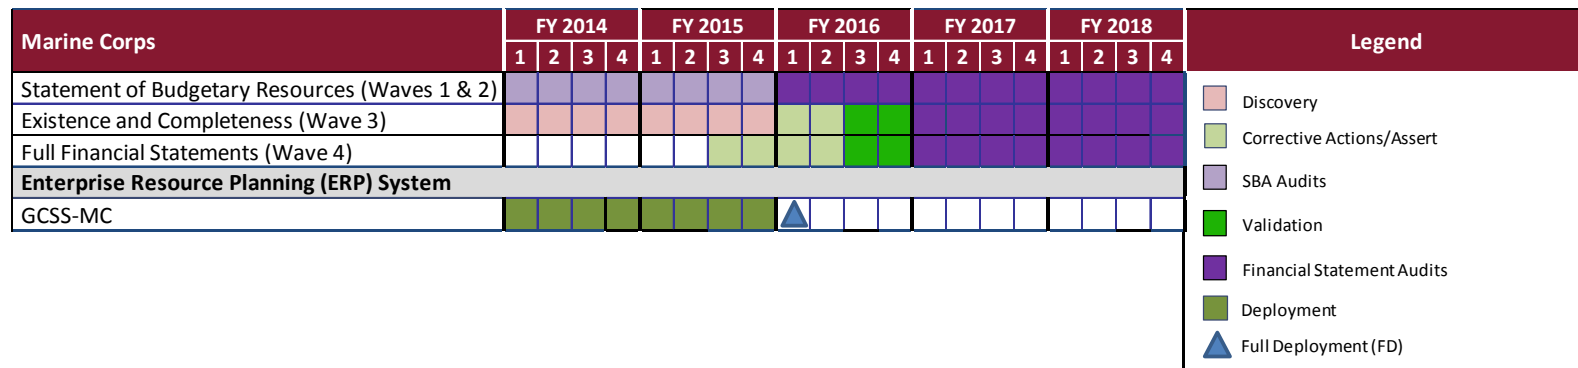 Marine Corps
FY 2014 FY 2015 FY 2016 FY 2017 FY 2018
Legend
1 2 3 4 1 2 3 4 1 2 3 4 1 2 3 4 1 2 3 4
Statement of Budgetary Resources (Waves 1 & 2)
Existence and Completeness (Wave 3)
Full Financial Statements (Wave 4)
Enterprise Resource Planning (ERP) System
GCSS-MC
Discovery
Corrective Actions/Assert
SBA Audits
Validation
Financial Statement Audits
Deployment
Full Deployment (FD)